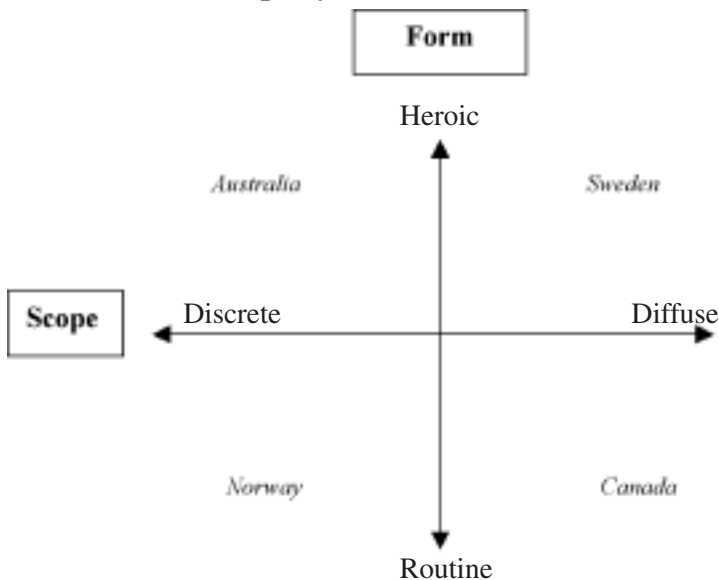 Form
Heroic
Australia
Sweden
Scope
Discrete
Diffuse
Norway
Canada
Routine